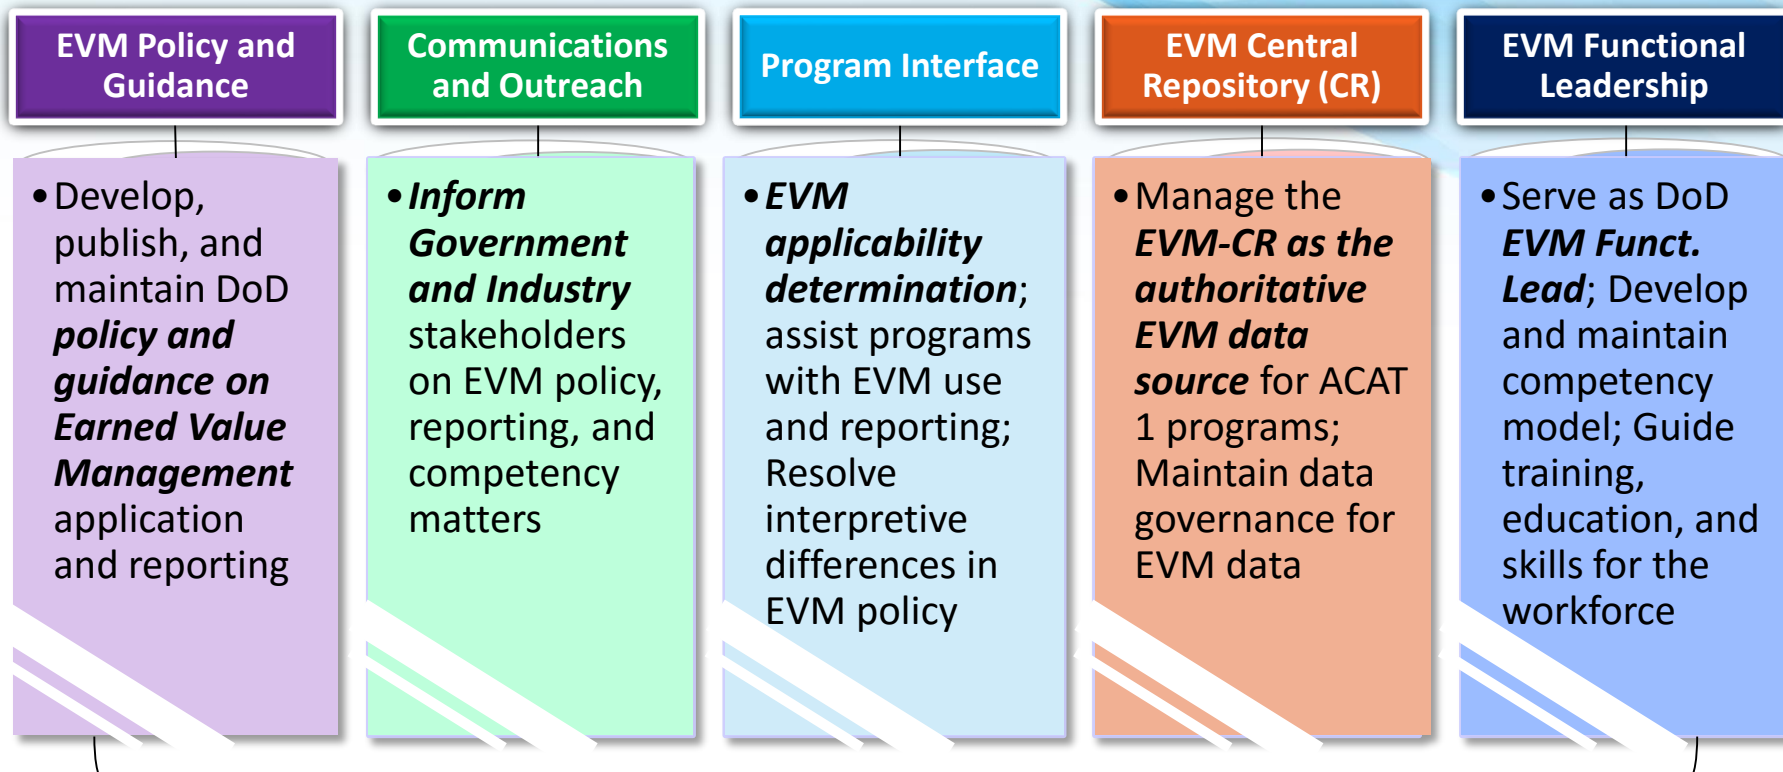 EVM Policy and
Guidance
• Develop,
publish, and
maintain DoD
policy and
guidance on
Earned Value
Management
application
and reporting
Communications
and Outreach
• Inform
Government
and Industry
stakeholders
on EVM policy,
reporting, and
competency
matters
Program Interface
• EVM
applicability
determination;
assist programs
with EVM use
and reporting;
Resolve
interpretive
differences in
EVM policy
EVM Central
Repository (CR)
• Manage the
EVM-CR as the
authoritative
EVM data
source for ACAT
1 programs;
Maintain data
governance for
EVM data
EVM Functional
Leadership
• Serve as DoD
EVM Funct.
Lead; Develop
and maintain
competency
model; Guide
training,
education, and
skills for the
workforce